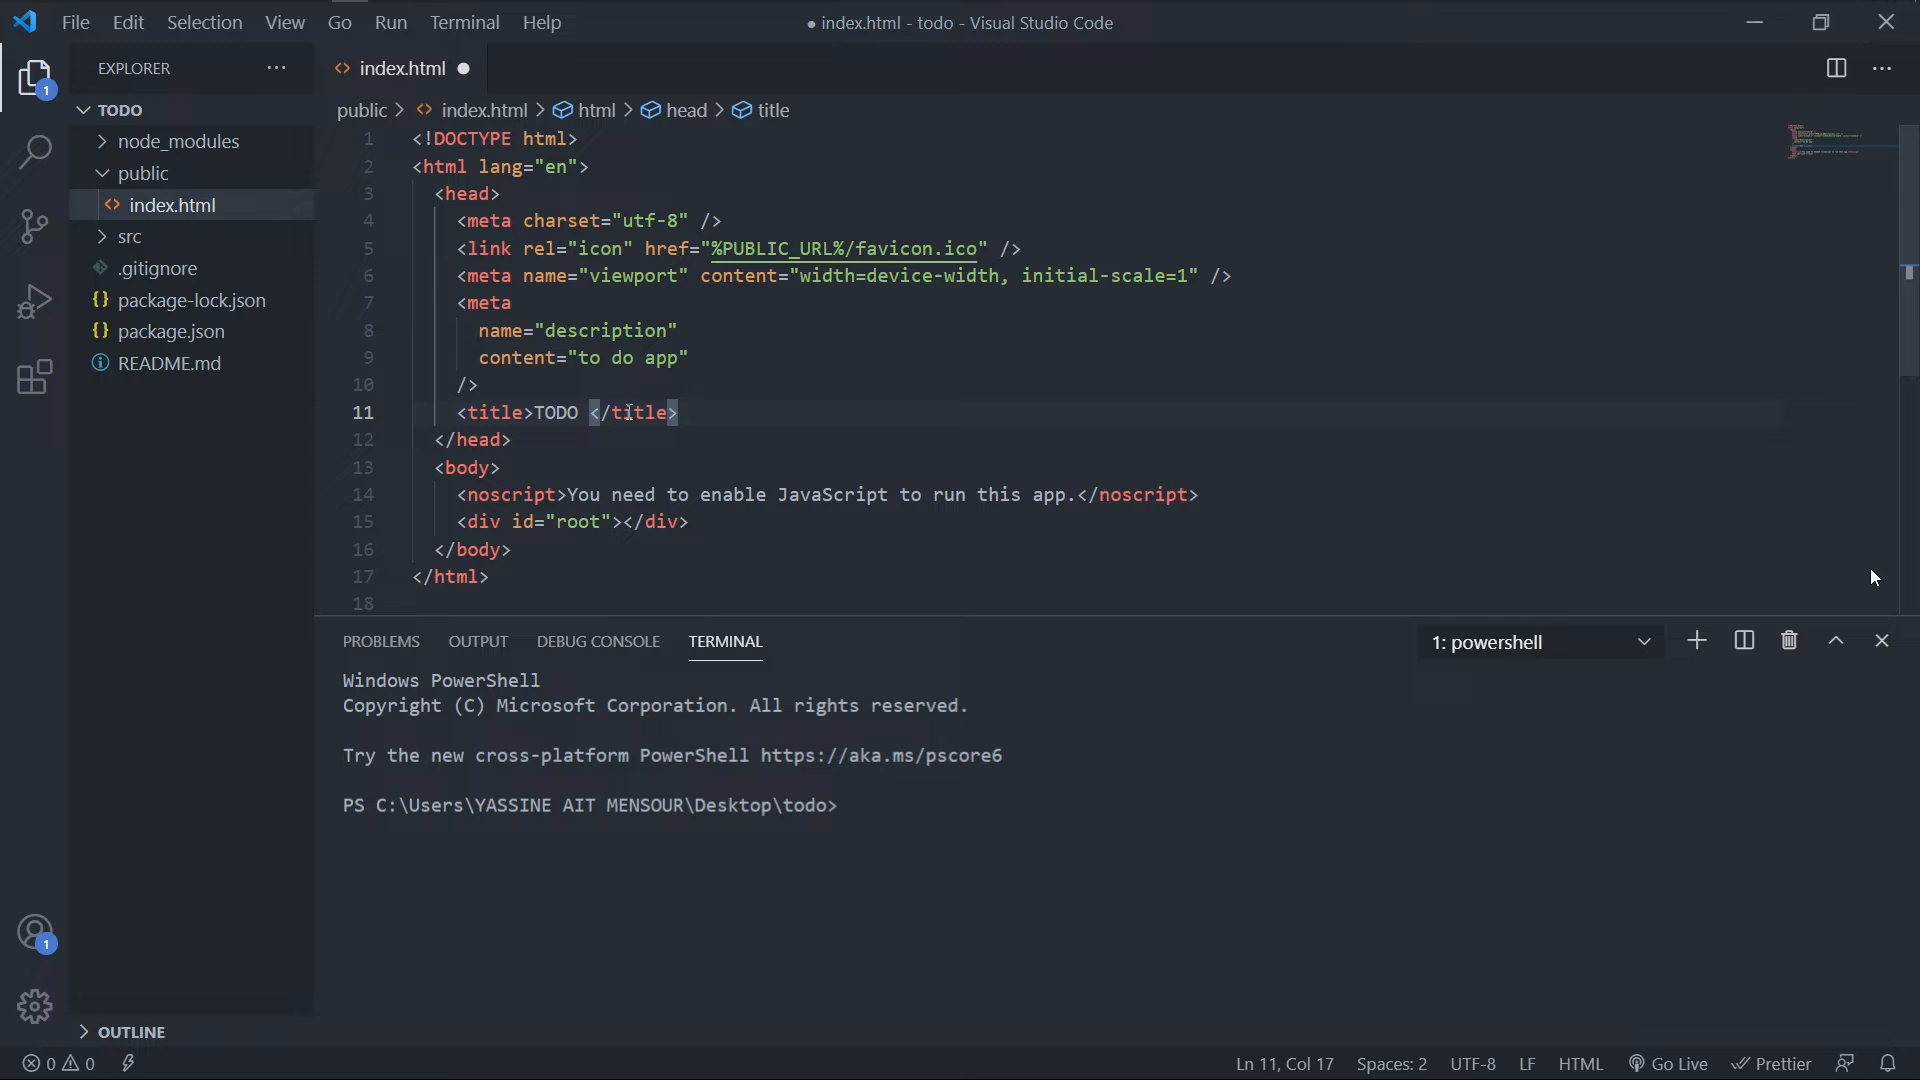 File Edit Selection View Go Run Terminal Help
● index.html - todo - Visual Studio Code
EXPLORER
index.html
1
TODO
node_modules
public
index.html
src
.gitignore
package-lock.json
package.json
README.md
public > index.html > html > head > title
1 <!DOCTYPE html>
2 <html lang="en">
3 <head>
4 <meta charset="utf-8" />
5 <link rel="icon" href="%PUBLIC_URL%/favicon.ico" />
6 <meta name="viewport" content="width=device-width, initial-scale=1" />
7 <meta
8 name="description"
9 content="to do app"
10 />
11 <title>TODO </title>
12 </head>
13 <body>
14 <noscript>You need to enable JavaScript to run this app.</noscript>
15 <div id="root"></div>
16 </body>
17 </html>
18
PROBLEMS OUTPUT DEBUG CONSOLE TERMINAL
1: powershell
Windows PowerShell
Copyright (C) Microsoft Corporation. All rights reserved.
Try the new cross-platform PowerShell https://aka.ms/pscore6
PS C:\Users\YASSINE AIT MENSOUR\Desktop\todo>
1
OUTLINE
0 0
Ln 11, Col 17 Spaces: 2 UTF-8 LF HTML Go Live Prettier